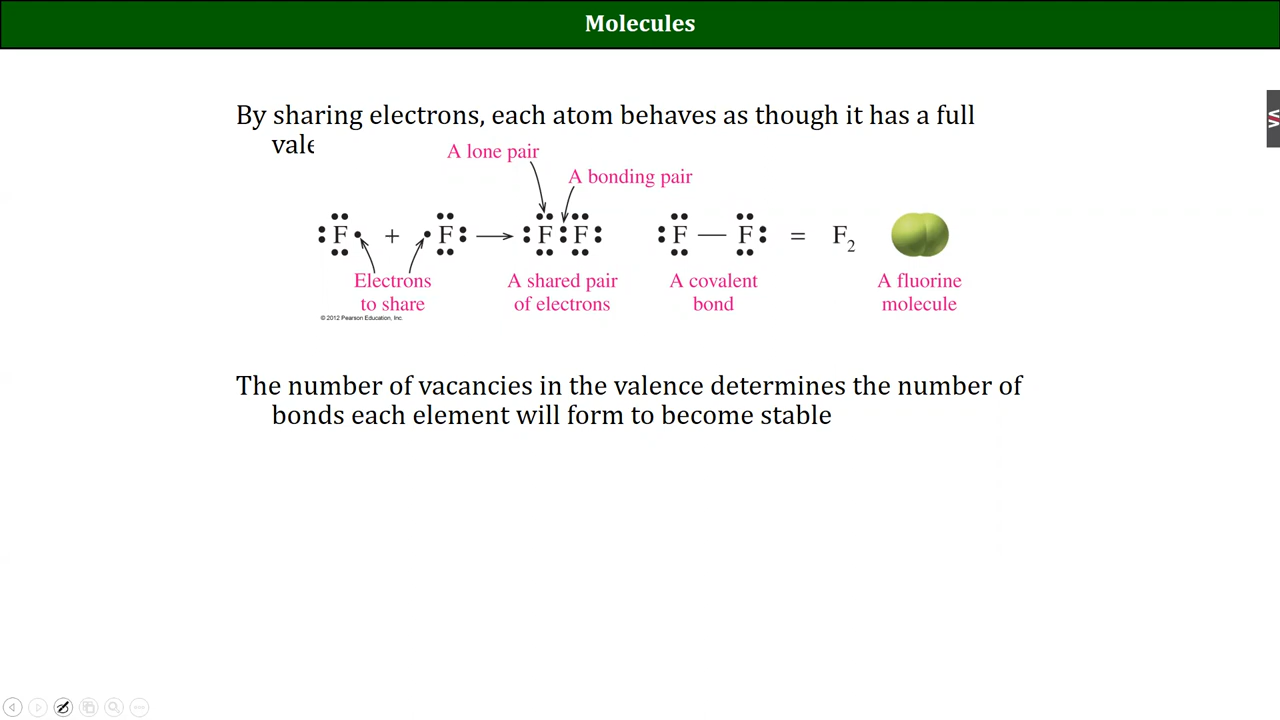 Molecules
By sharing electrons, each atom behaves as though it has a full
vale
A lone pair
A bonding pair
F + F → F F F — F = F2
Electrons to share
A shared pair of electrons
A covalent bond
A fluorine molecule
© 2012 Pearson Education, Inc.
The number of vacancies in the valence determines the number of
bonds each element will form to become stable